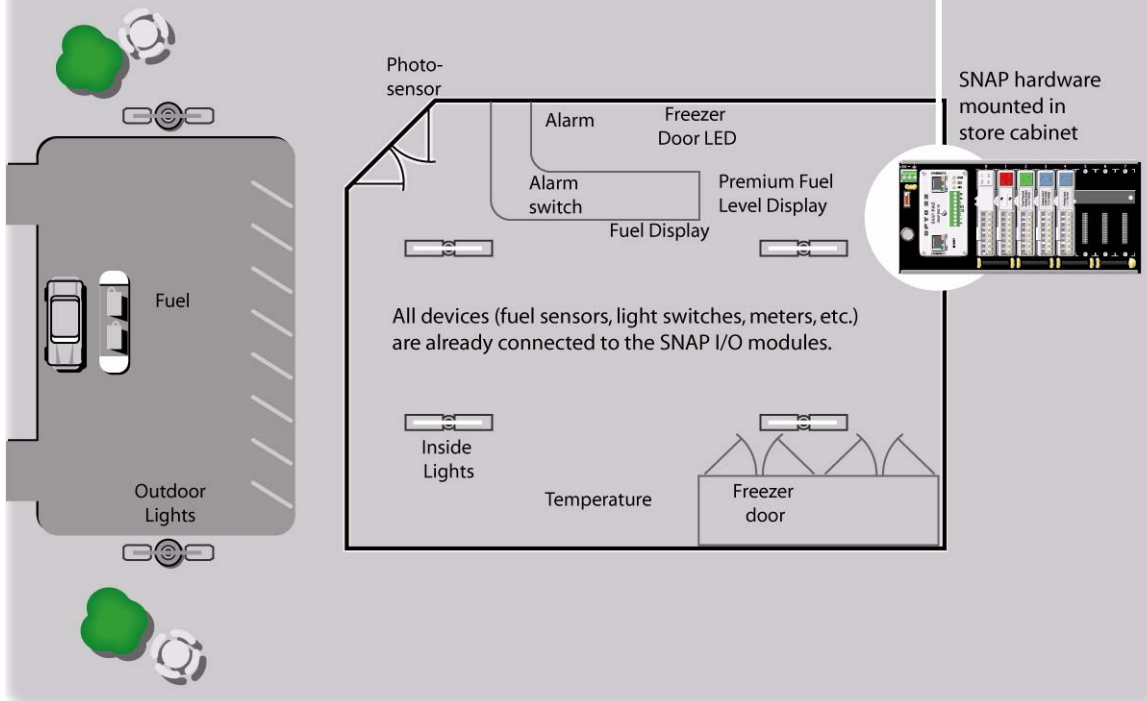 Photo-
sensor
Alarm
Freezer
Door LED
SNAP hardware
mounted in
store cabinet
Alarm
switch
Premium Fuel
Level Display
Fuel Display
Fuel
All devices (fuel sensors, light switches, meters, etc.)
are already connected to the SNAP I/O modules.
Inside
Lights
Outdoor
Lights
Temperature
Freezer
door
OPTO 22